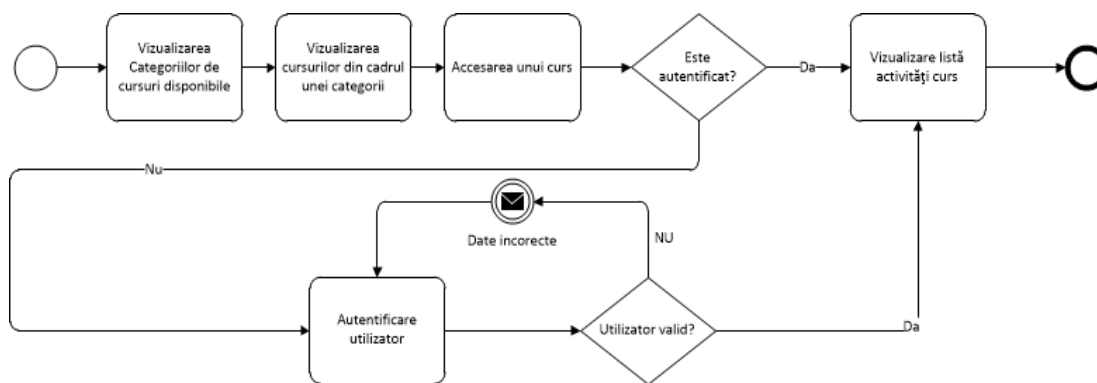 Vizualizarea
Categoriilor de
cursuri disponibile
Vizualizarea
cursurilor din cadrul
unei categorii
Accesarea unui curs
Este
autentificat?
Da
Vizualizare listă
activităţi curs
Nu
Date incorecte
NU
Autentificare
utilizator
Utilizator valid?
Da